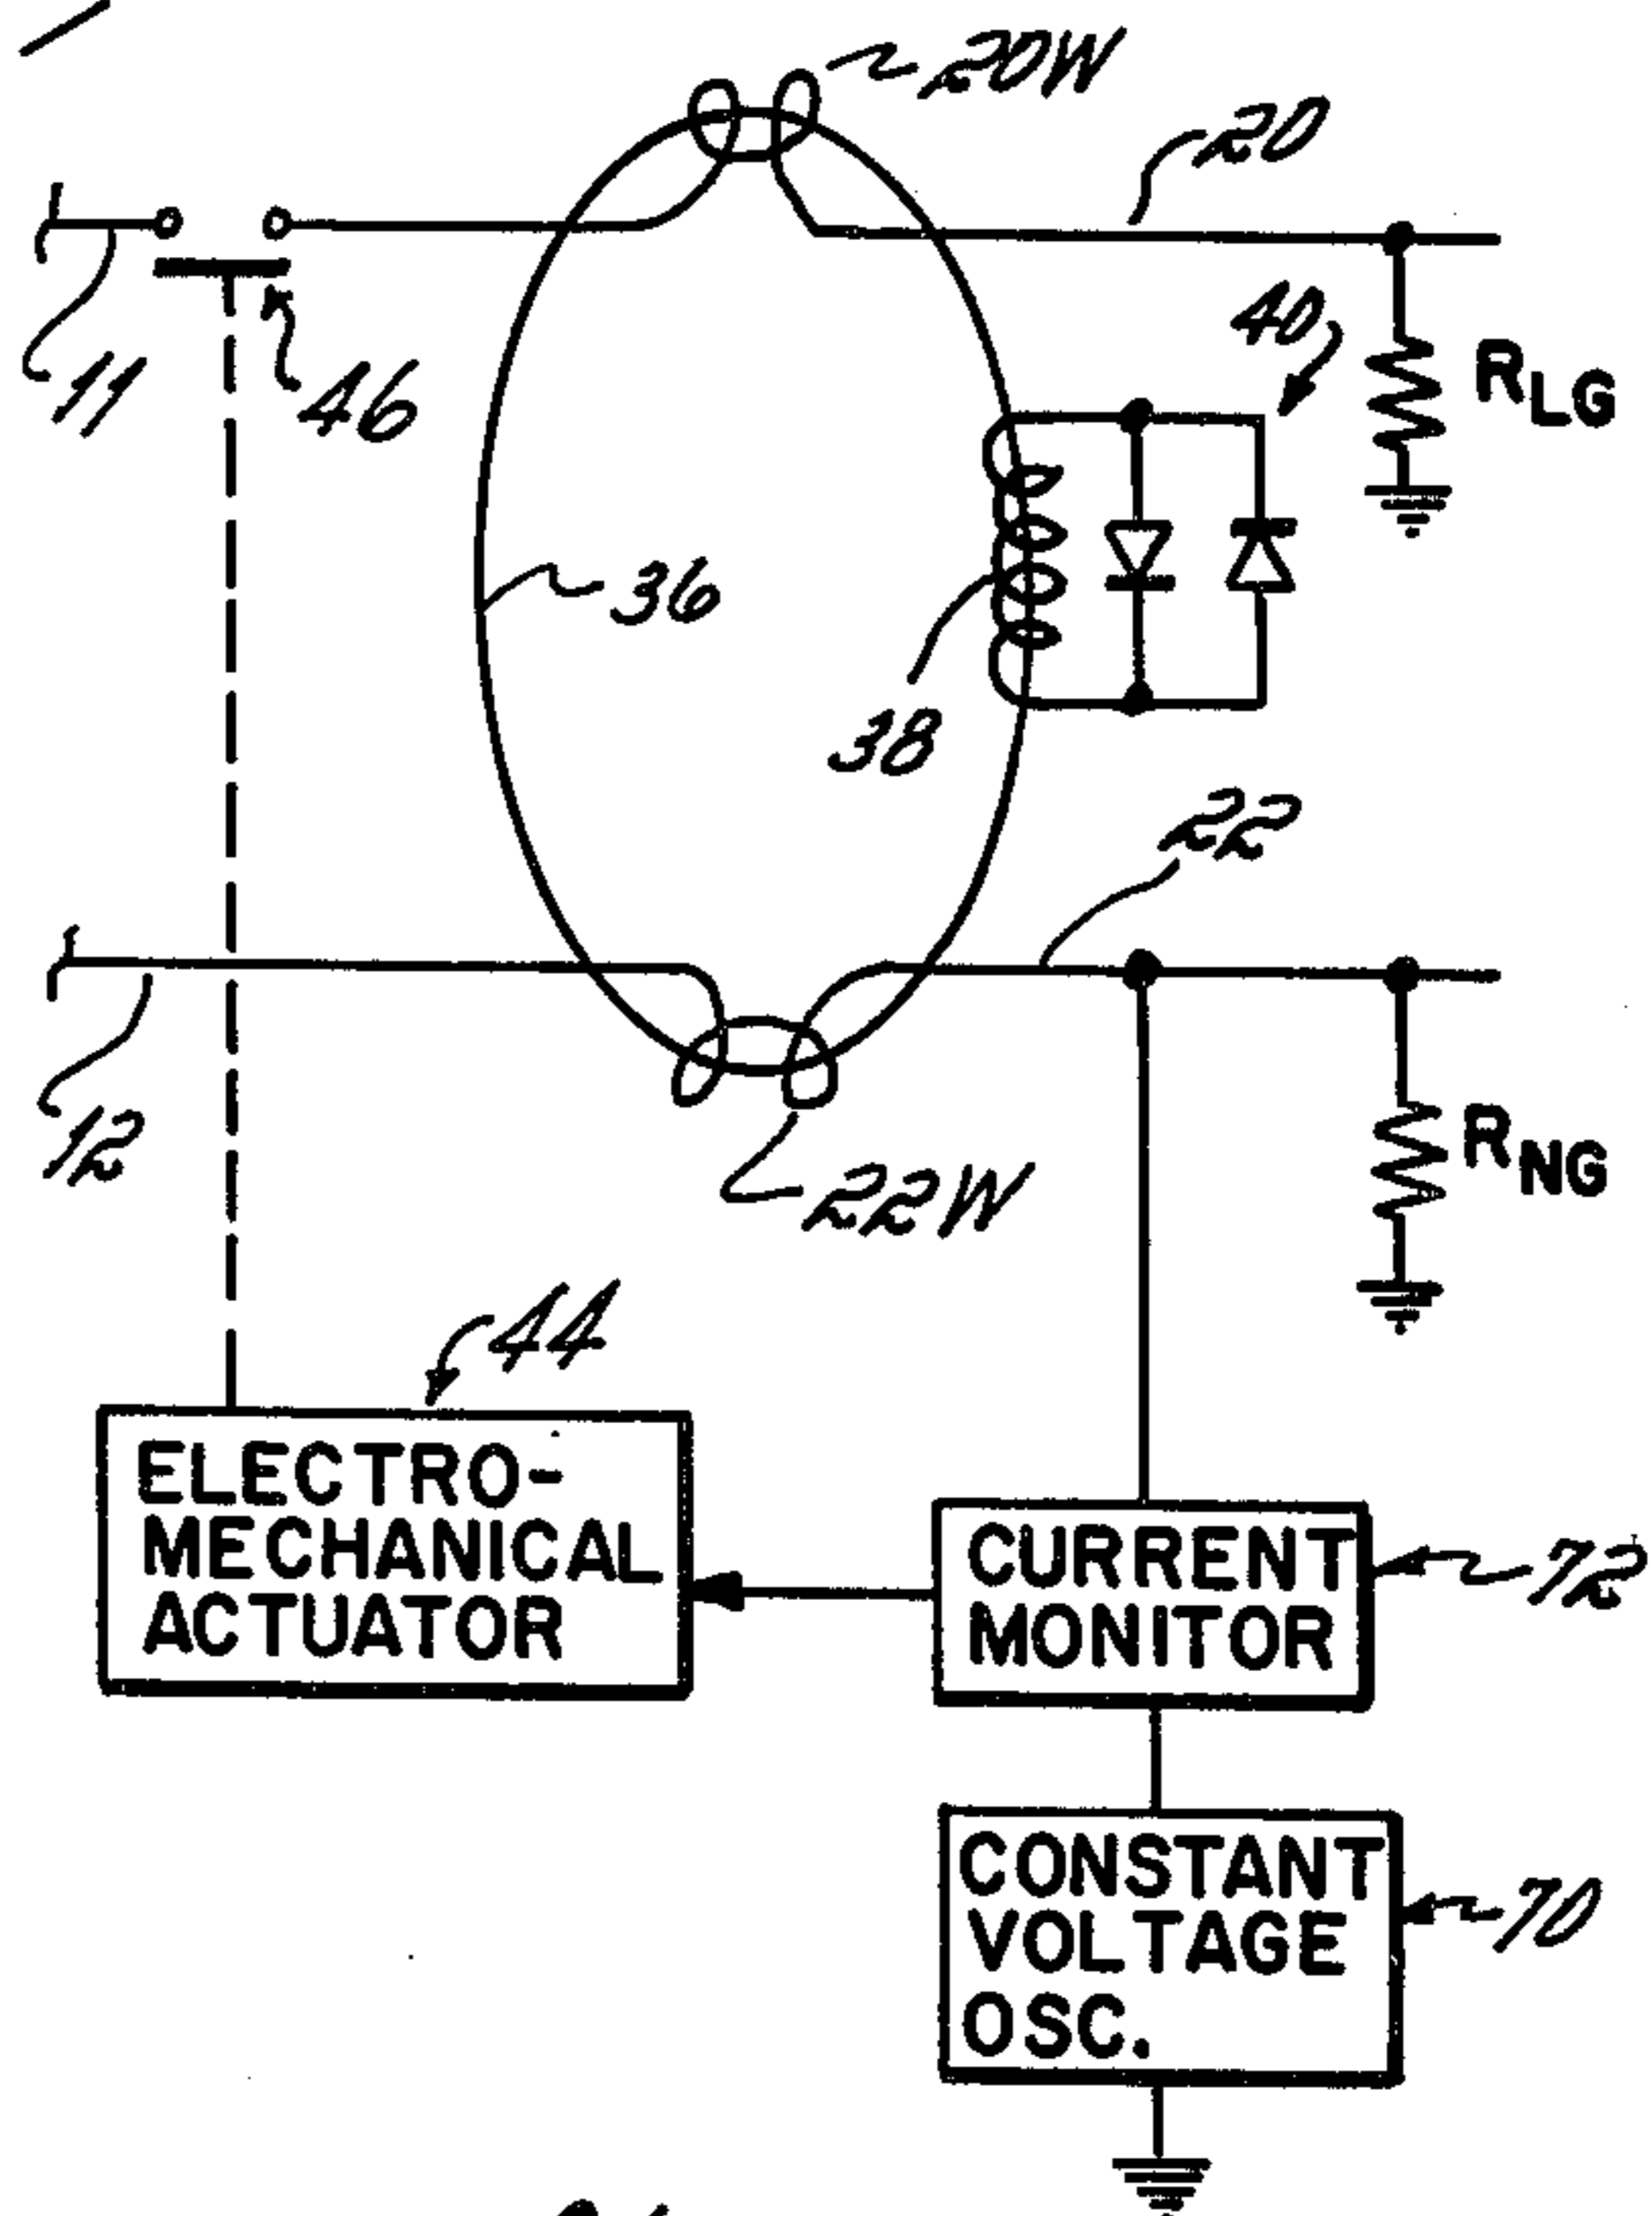 20W
20
40
11
46
RLG
36
38
22
12
22W
RNG
44
ELECTRO-
MECHANICAL
ACTUATOR
CURRENT
MONITOR
72
CONSTANT
VOLTAGE
OSC.
70